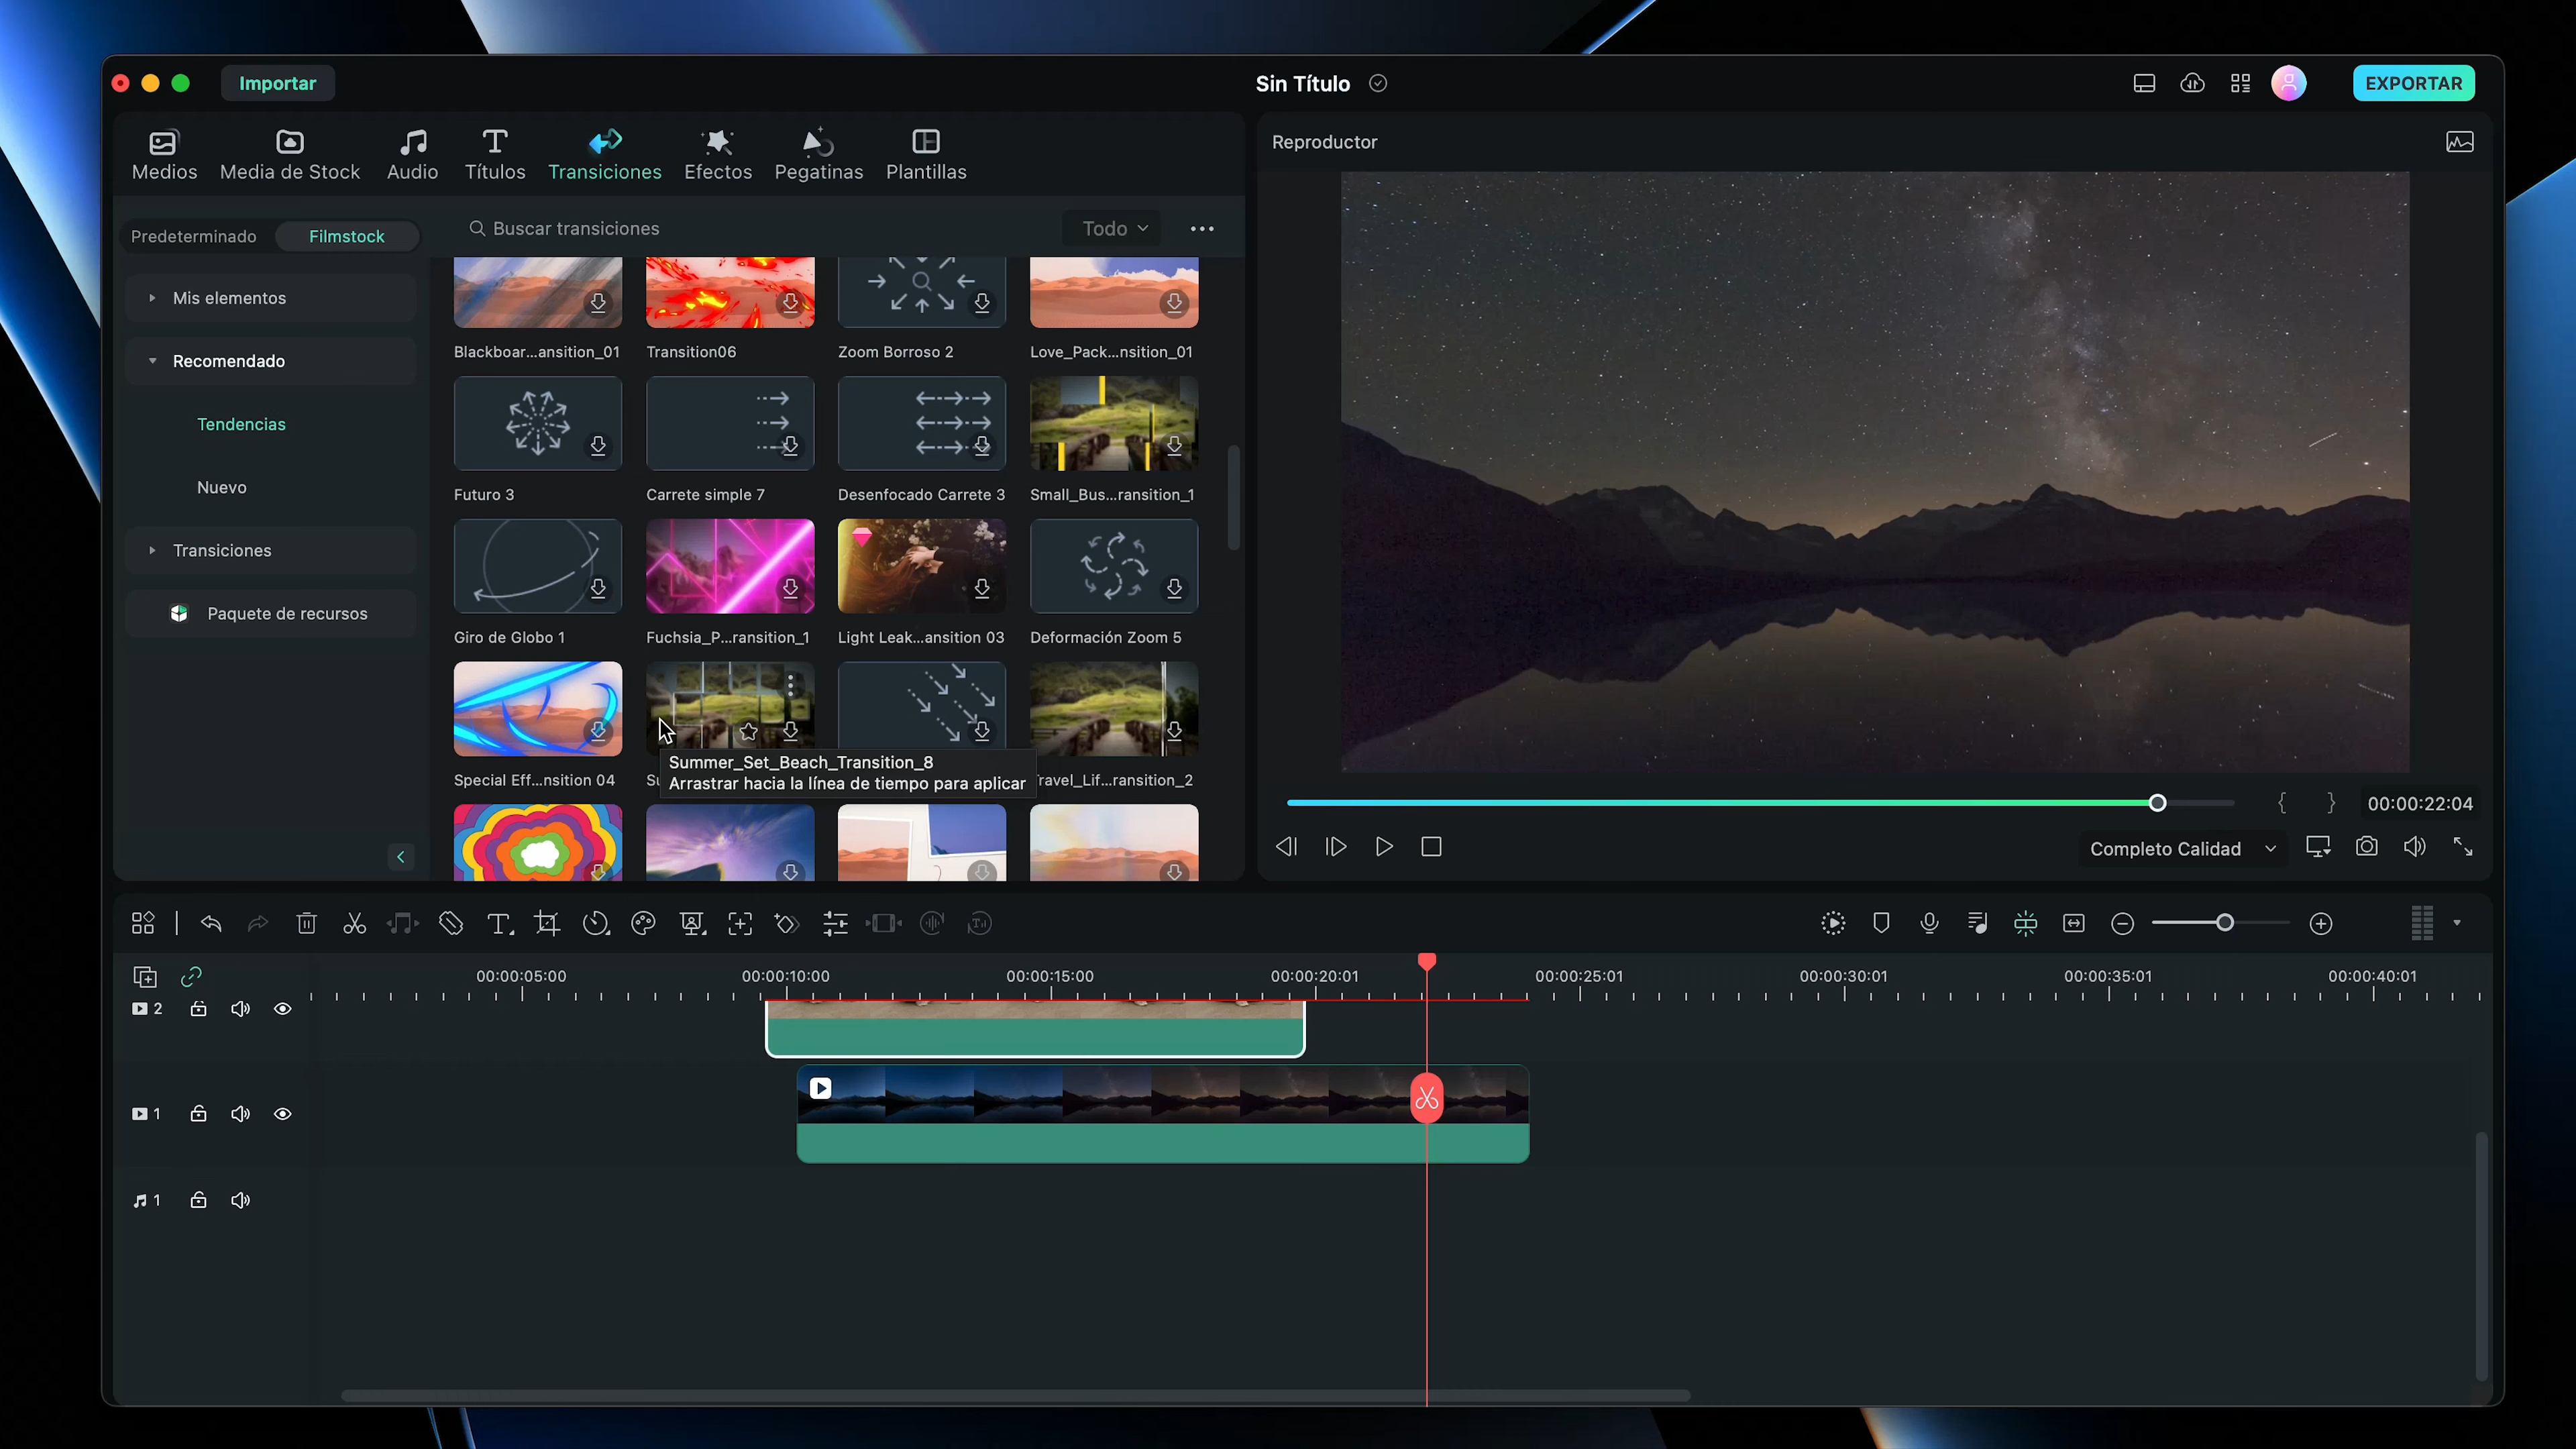 Importar
Sin Título
EXPORTAR
Medios
Media de Stock
Audio
Títulos
Transiciones
Efectos
Pegatinas
Plantillas
Reproductor
Predeterminado
Filmstock
Buscar transiciones
Todo
Mis elementos
Recomendado
Tendencias
Nuevo
Transiciones
Paquete de recursos
Blackboar...ansition_01
Transition06
Zoom Borroso 2
Love_Pack...nsition_01
Futuro 3
Carrete simple 7
Desenfocado Carrete 3
Small_Bus...ransition_1
Giro de Globo 1
Fuchsia_P...ransition_1
Light Leak...ansition 03
Deformación Zoom 5
Special Eff...nsition 04
Summer_Set_Beach_Transition_8
Arrastrar hacia la línea de tiempo para aplicar
ravel_Lif...ransition_2
00:00:22:04
Completo Calidad
00:00:05:00
00:00:10:00
00:00:15:00
00:00:20:01
00:00:25:01
00:00:30:01
00:00:35:01
00:00:40:01
2
1
1